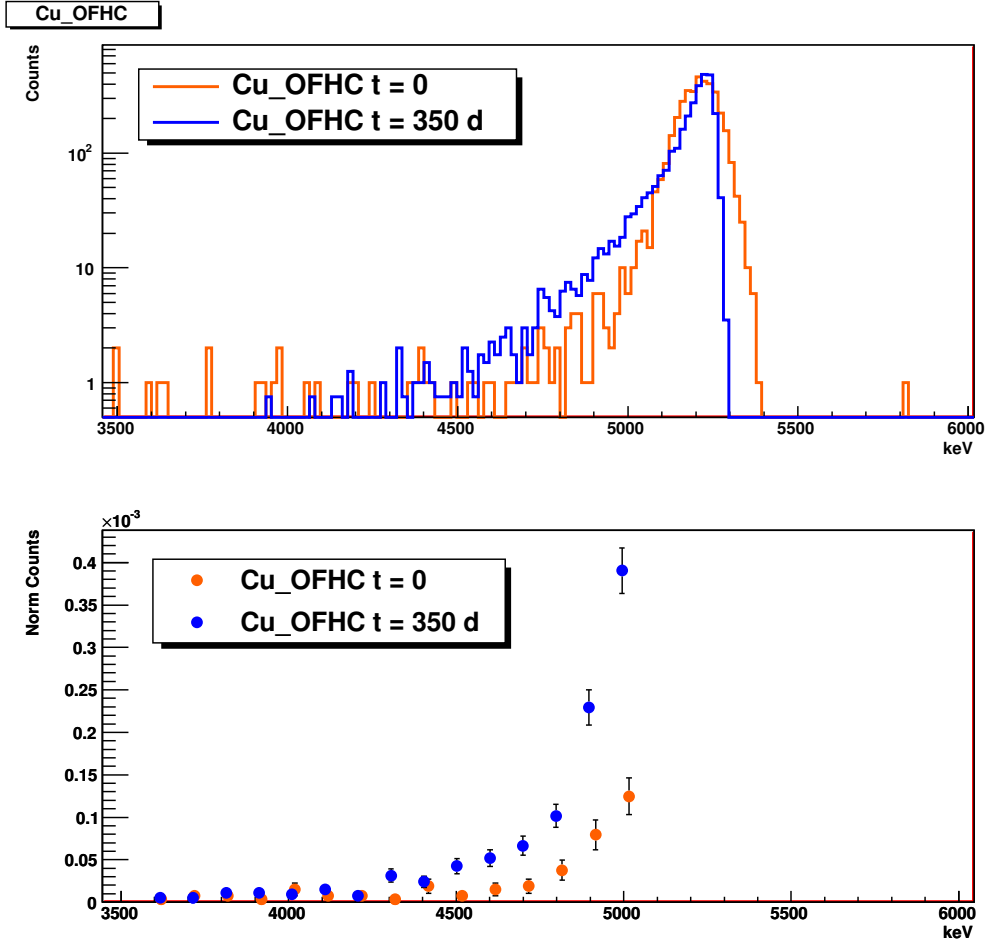 Cu_OFHC
Counts
Cu_OFHC t = 0
Cu_OFHC t = 350 d
10²
10
1
3500 4000 4500 5000 5500 6000
keV
×10⁻³
Norm Counts
Cu_OFHC t = 0
Cu_OFHC t = 350 d
0.4
0.35
0.3
0.25
0.2
0.15
0.1
0.05
0
3500 4000 4500 5000 5500 6000
keV